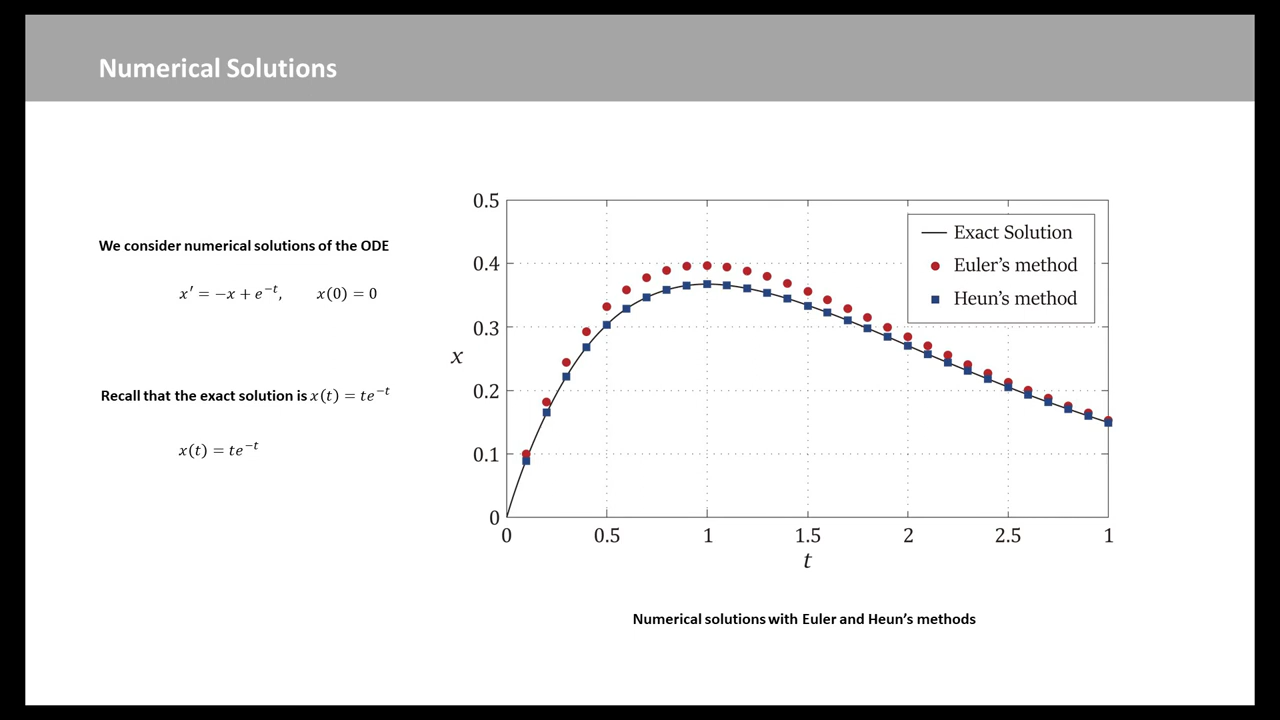 Numerical Solutions
We consider numerical solutions of the ODE
x′ = −x + e⁻ᵗ, x(0) = 0
Recall that the exact solution is x(t) = te⁻ᵗ
x(t) = te⁻ᵗ
0.5
0.4
0.3
0.2
0.1
0
x
0 0.5 1 1.5 2 2.5 1
t
Exact Solution
Euler’s method
Heun’s method
Numerical solutions with Euler and Heun’s methods